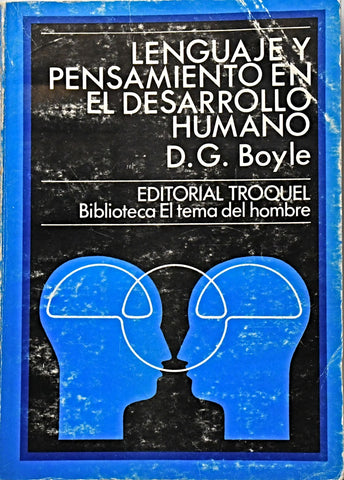 LENGUAJE Y
PENSAMIENTO EN
EL DESARROLLO
HUMANO
D.G. Boyle
EDITORIAL TROQUEL
Biblioteca El tema del hombre